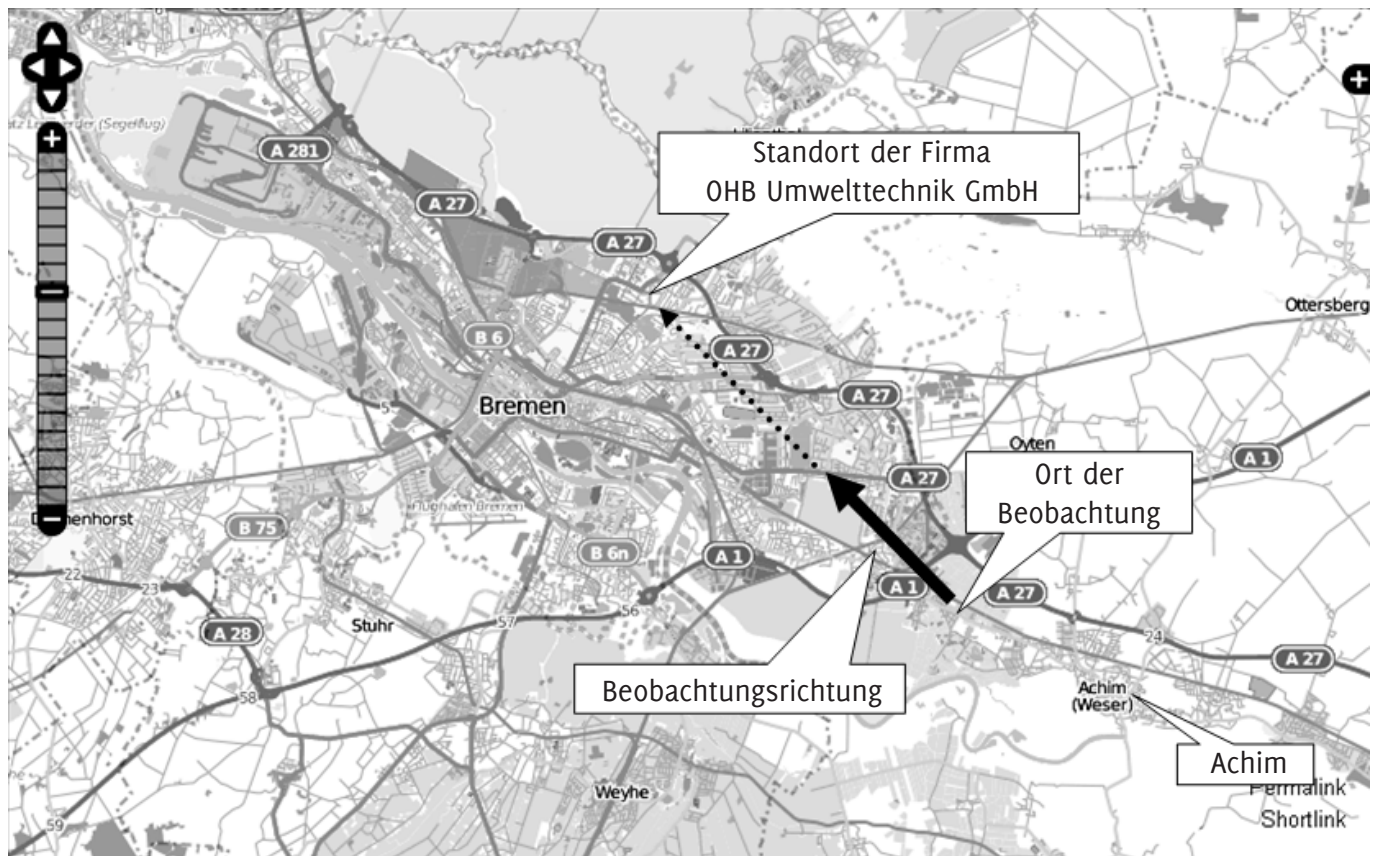 (Segelflug)
A 281
A 27
Standort der Firma
OHB Umwelttechnik GmbH
A 27
Ottersberg
B 6
A 27
Bremen
A 27
5
Oyten
A 1
Ort der
Beobachtung
A 27
Flughafen Bremen
B 75
B 6n
A 1
A 1
A 27
22
23
56
57
24
A 28
Stuhr
A 27
Beobachtungsrichtung
58
Achim
(Weser)
Achim
Weyhe
Permalink
Shortlink
59